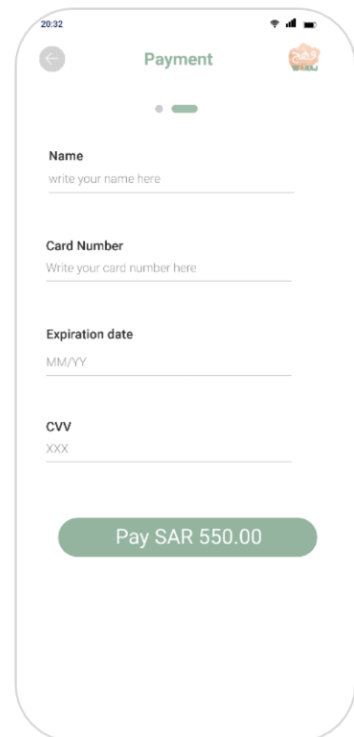 20:32
Payment
Name
write your name here
Card Number
Write your card number here
Expiration date
MM/YY
CVV
XXX
Pay SAR 550.00